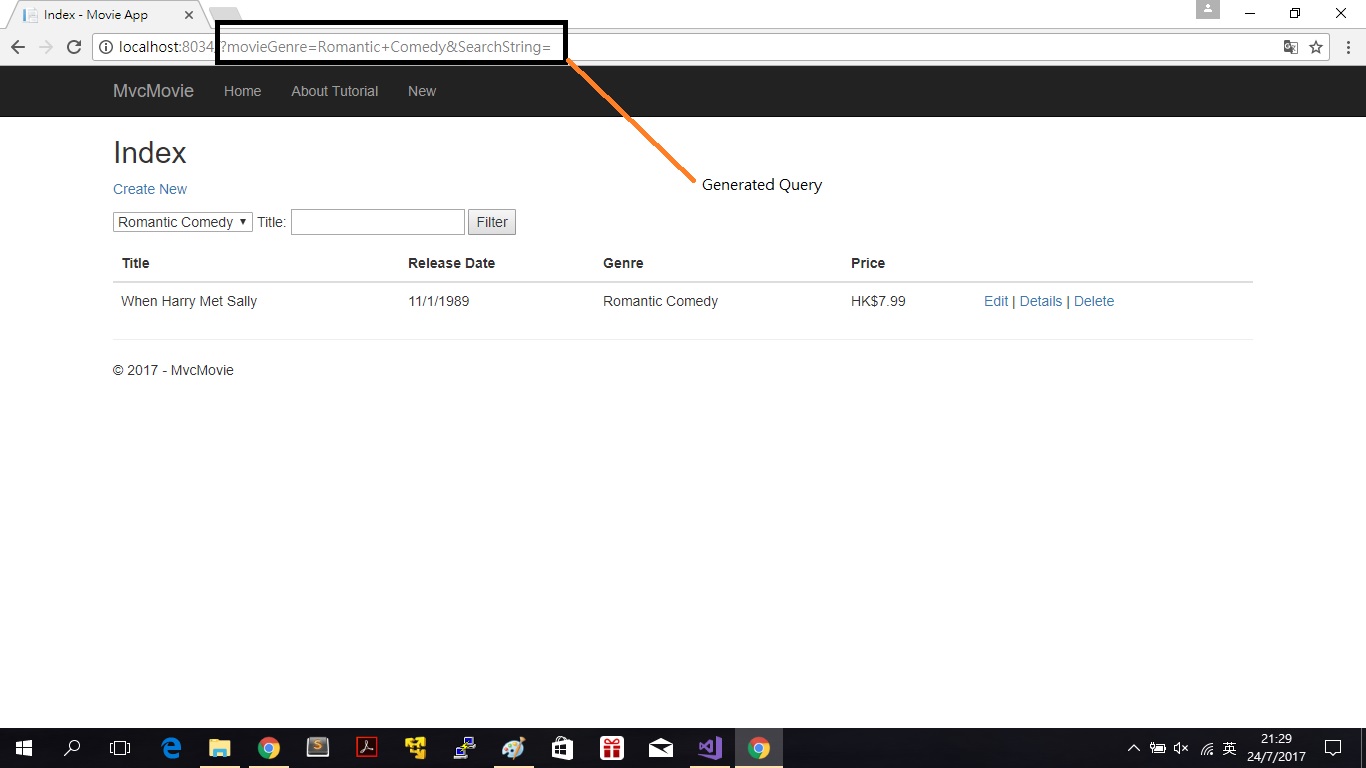 Index - Movie App
localhost:8034/?movieGenre=Romantic+Comedy&SearchString=
MvcMovie Home About Tutorial New
Generated Query
Index
Create New
Romantic Comedy Title: Filter
Title Release Date Genre Price
When Harry Met Sally 11/1/1989 Romantic Comedy HK$7.99 Edit | Details | Delete
© 2017 - MvcMovie
英 21:29
24/7/2017